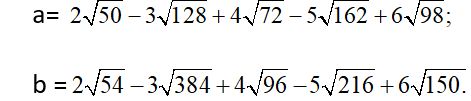 a= 2√50 − 3√128 + 4√72 − 5√162 + 6√98;
b = 2√54 − 3√384 + 4√96 − 5√216 + 6√150.